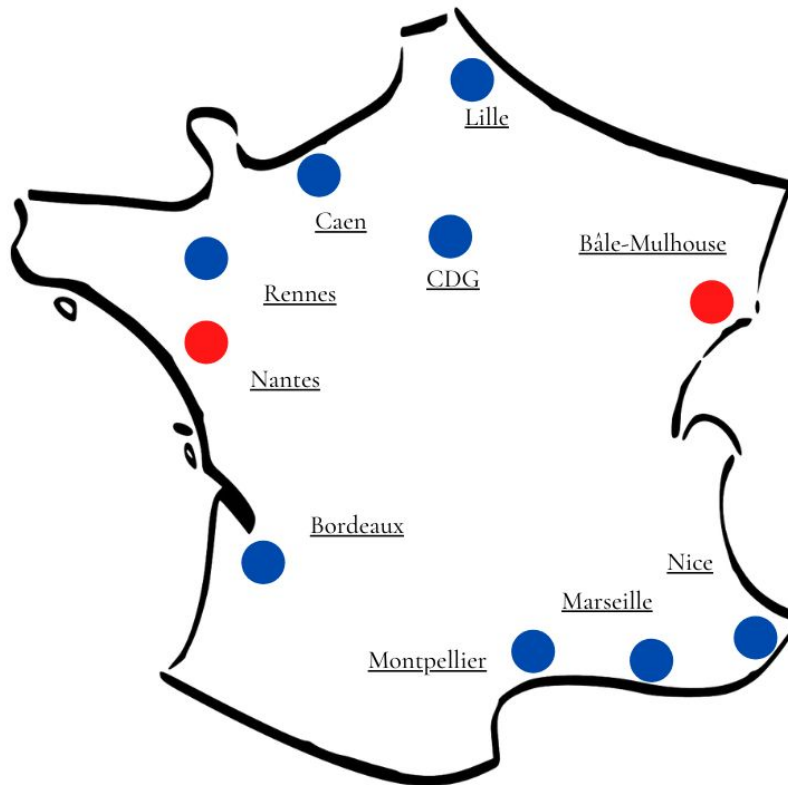 Lille
Caen
Bâle-Mulhouse
CDG
Rennes
Nantes
Bordeaux
Nice
Marseille
Montpellier